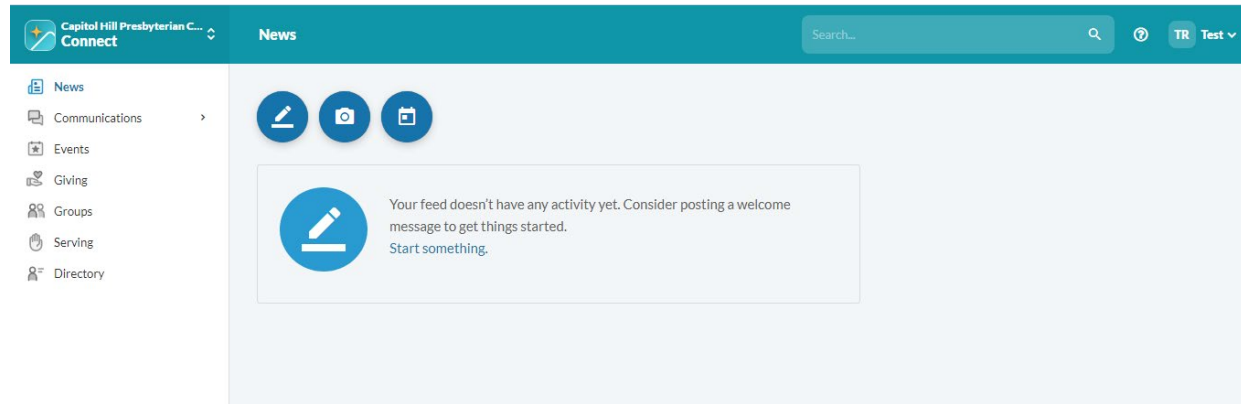 Capitol Hill Presbyterian C...
Connect
News
Search...
TR Test
News
Communications
Events
Giving
Groups
Serving
Directory
Your feed doesn't have any activity yet. Consider posting a welcome
message to get things started.
Start something.